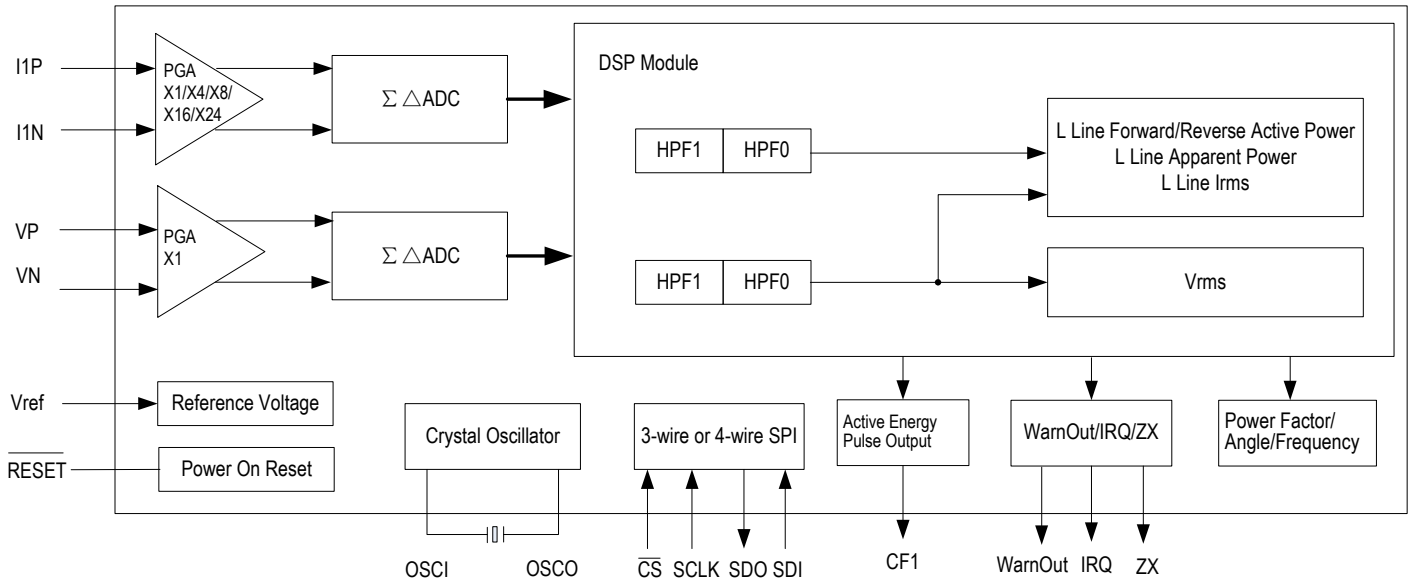 I1P
I1N
PGA
X1/X4/X8/
X16/X24
Σ △ADC
DSP Module
HPF1 HPF0
L Line Forward/Reverse Active Power
L Line Apparent Power
L Line Irms
VP
VN
PGA
X1
Σ △ADC
HPF1 HPF0
Vrms
Vref
Reference Voltage
RESET
Power On Reset
Crystal Oscillator
3-wire or 4-wire SPI
Active Energy
Pulse Output
WarnOut/IRQ/ZX
Power Factor/
Angle/Frequency
OSCI OSCO CS SCLK SDO SDI CF1 WarnOut IRQ ZX